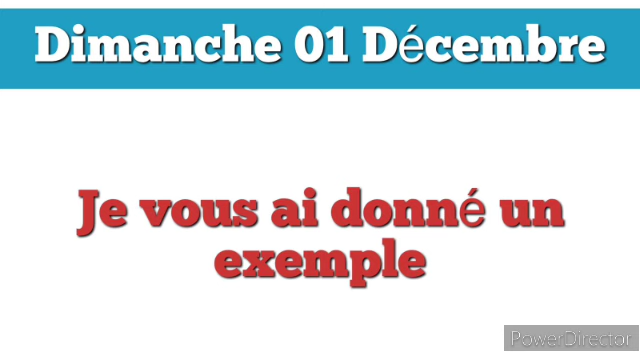 Dimanche 01 Décembre
Je vous ai donné un
exemple
PowerDirector